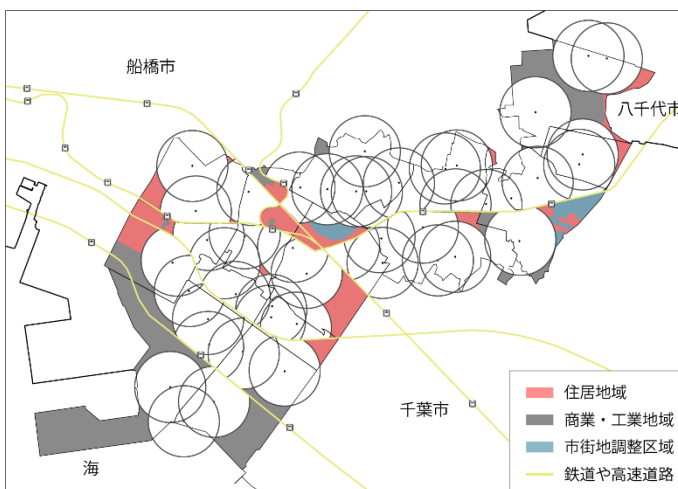 船橋市
八千代市
千葉市
海
住居地域
商業・工業地域
市街地調整区域
鉄道や高速道路